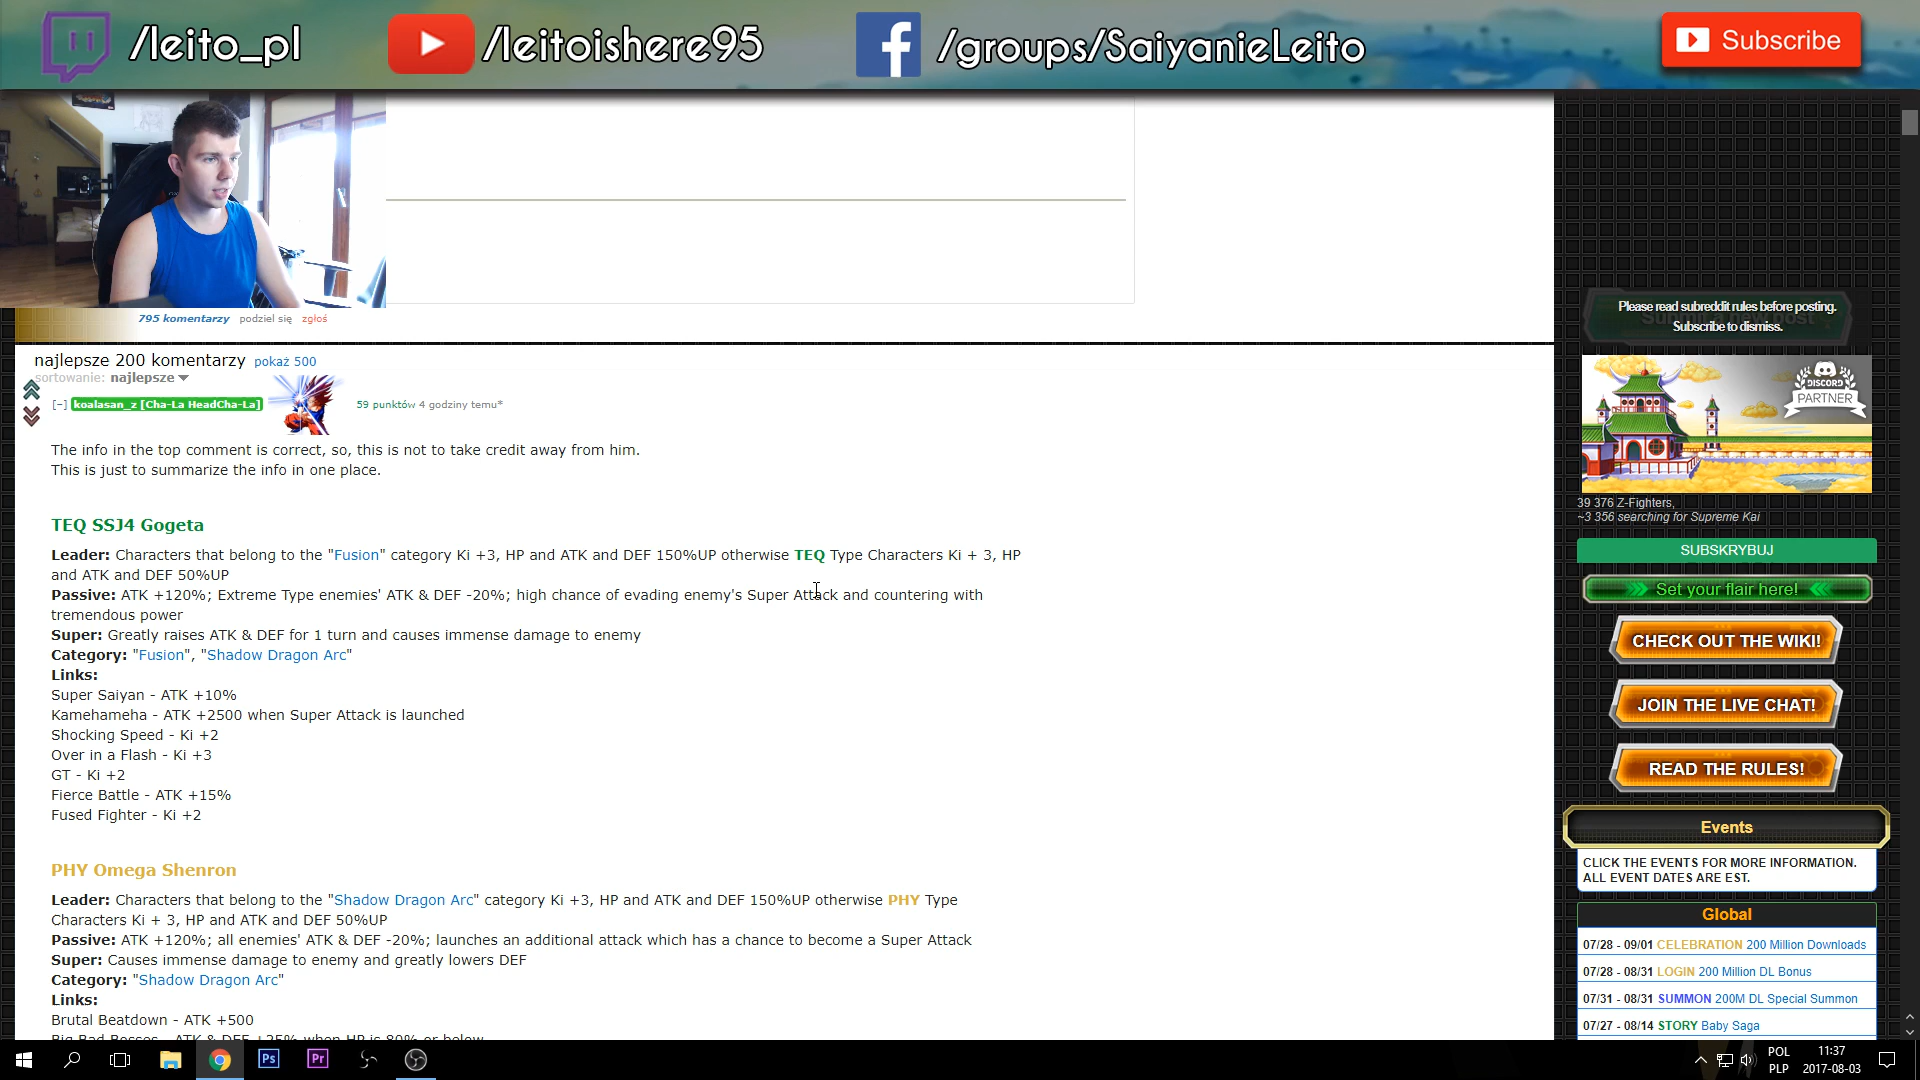 /leito_pl
/leitoishere95
/groups/SaiyanieLeito
Subscribe
795 komentarzy podziel się zgłoś
najlepsze 200 komentarzy pokaż 500
sortowanie: najlepsze
[-] koalasan_z [Cha-La HeadCha-La] 59 punktów 4 godziny temu*
The info in the top comment is correct, so, this is not to take credit away from him.
This is just to summarize the info in one place.
TEQ SSJ4 Gogeta
Leader: Characters that belong to the "Fusion" category Ki +3, HP and ATK and DEF 150%UP otherwise TEQ Type Characters Ki + 3, HP
and ATK and DEF 50%UP
Passive: ATK +120%; Extreme Type enemies' ATK & DEF -20%; high chance of evading enemy's Super Attack and countering with
tremendous power
Super: Greatly raises ATK & DEF for 1 turn and causes immense damage to enemy
Category: "Fusion", "Shadow Dragon Arc"
Links:
Super Saiyan - ATK +10%
Kamehameha - ATK +2500 when Super Attack is launched
Shocking Speed - Ki +2
Over in a Flash - Ki +3
GT - Ki +2
Fierce Battle - ATK +15%
Fused Fighter - Ki +2
PHY Omega Shenron
Leader: Characters that belong to the "Shadow Dragon Arc" category Ki +3, HP and ATK and DEF 150%UP otherwise PHY Type
Characters Ki + 3, HP and ATK and DEF 50%UP
Passive: ATK +120%; all enemies' ATK & DEF -20%; launches an additional attack which has a chance to become a Super Attack
Super: Causes immense damage to enemy and greatly lowers DEF
Category: "Shadow Dragon Arc"
Links:
Brutal Beatdown - ATK +500
Big Bad Bosses - ATK & DEF +25% when HP is 80% or below
Please read subreddit rules before posting.
Subscribe to dismiss.
DISCORD
PARTNER
39 376 Z-Fighters,
~3 356 searching for Supreme Kai
SUBSKRYBUJ
Set your flair here!
CHECK OUT THE WIKI!
JOIN THE LIVE CHAT!
READ THE RULES!
Events
CLICK THE EVENTS FOR MORE INFORMATION.
ALL EVENT DATES ARE EST.
Global
07/28 - 09/01 CELEBRATION 200 Million Downloads
07/28 - 08/31 LOGIN 200 Million DL Bonus
07/31 - 08/31 SUMMON 200M DL Special Summon
07/27 - 08/14 STORY Baby Saga
Ps
Pr
POL
PLP
11:37
2017-08-03